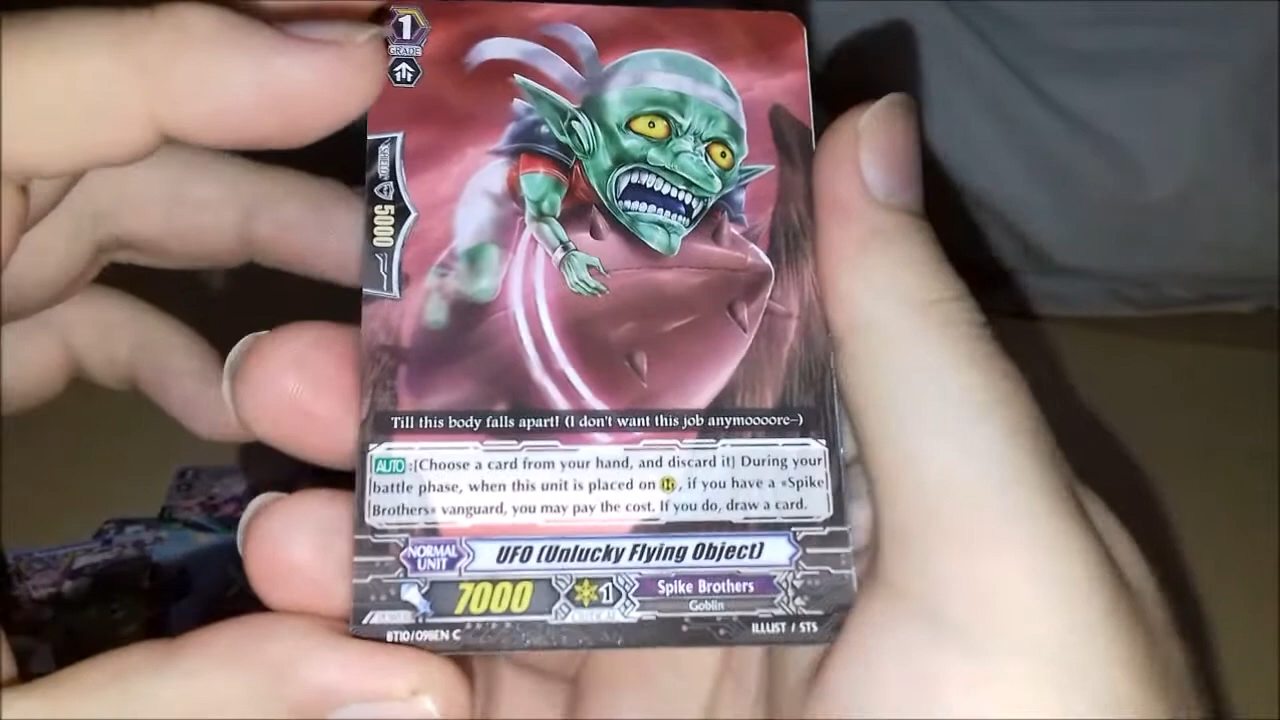 1
GRADE
SHIELD
5000
Till this body falls apart! (I don't want this job anymoooore~)
AUTO :[Choose a card from your hand, and discard it] During your
battle phase, when this unit is placed on , if you have a «Spike
Brothers» vanguard, you may pay the cost. If you do, draw a card.
NORMAL
UNIT
UFO (Unlucky Flying Object)
7000
1
CRITICAL
Spike Brothers
Goblin
BT10/098EN C
ILLUST / STS